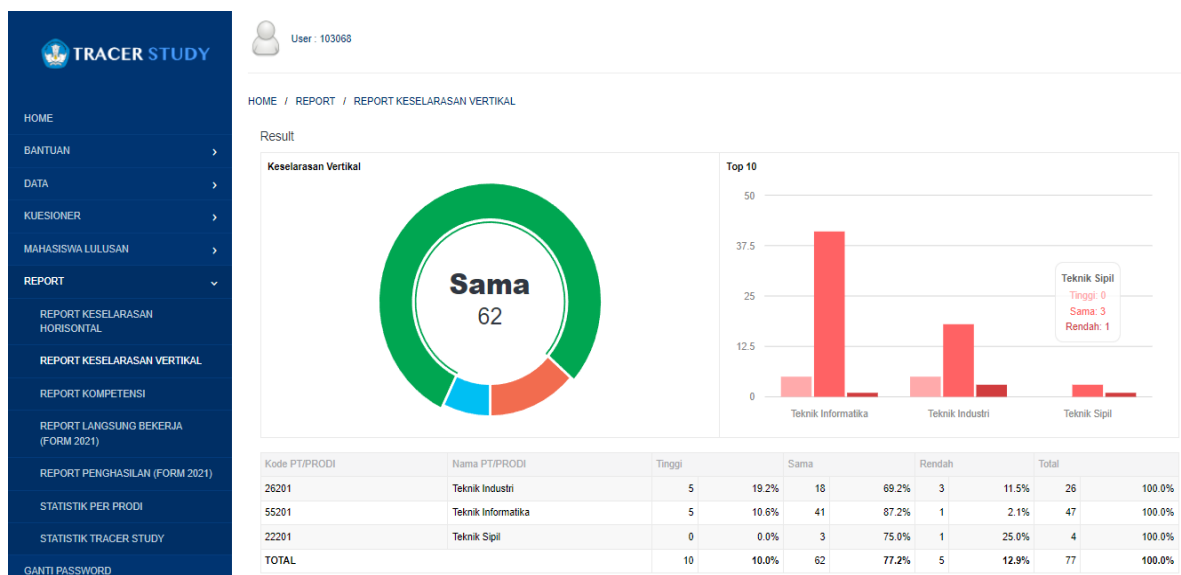 TRACER STUDY
User : 103068
HOME / REPORT / REPORT KESELARASAN VERTIKAL
HOME
BANTUAN
DATA
KUESIONER
MAHASISWA LULUSAN
REPORT
REPORT KESELARASAN
HORISONTAL
REPORT KESELARASAN VERTIKAL
REPORT KOMPETENSI
REPORT LANGSUNG BEKERJA
(FORM 2021)
REPORT PENGHASILAN (FORM 2021)
STATISTIK PER PRODI
STATISTIK TRACER STUDY
GANTI PASSWORD
Result
Keselarasan Vertikal
Sama
62
Top 10
50
37.5
25
12.5
0
Teknik Sipil
Tinggi: 0
Sama: 3
Rendah: 1
Teknik Informatika Teknik Industri Teknik Sipil
Kode PT/PRODI Nama PT/PRODI Tinggi Sama Rendah Total
26201 Teknik Industri 5 19.2% 18 69.2% 3 11.5% 26 100.0%
55201 Teknik Informatika 5 10.6% 41 87.2% 1 2.1% 47 100.0%
22201 Teknik Sipil 0 0.0% 3 75.0% 1 25.0% 4 100.0%
TOTAL 10 10.0% 62 77.2% 5 12.9% 77 100.0%